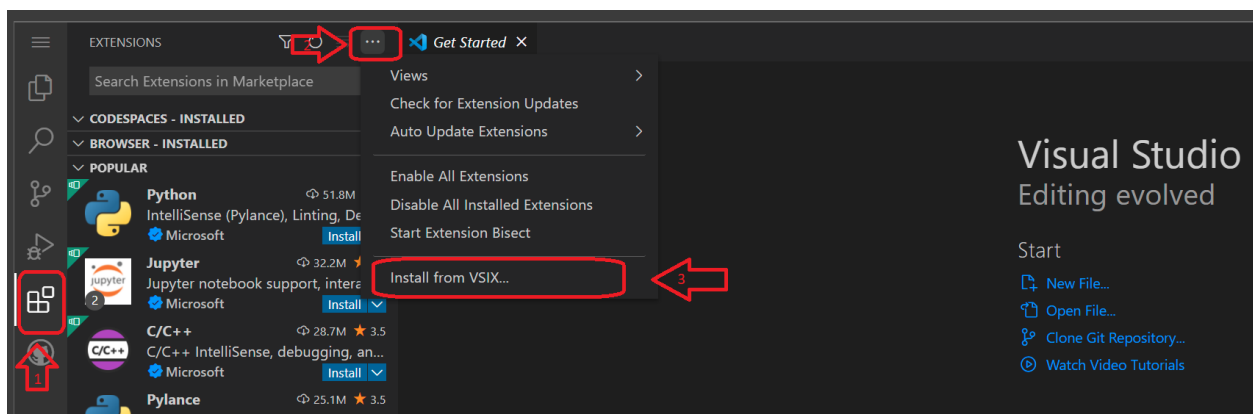 EXTENSIONS
2
...
Get Started
Search Extensions in Marketplace
CODESPACES - INSTALLED
BROWSER - INSTALLED
POPULAR
Python 51.8M
IntelliSense (Pylance), Linting, De
Microsoft Install
Jupyter 32.2M
jupyter
Jupyter notebook support, intera
2
Microsoft Install
C/C++ 28.7M 3.5
C/C++
C/C++ IntelliSense, debugging, an...
Microsoft Install
Pylance 25.1M 3.5
1
Views
Check for Extension Updates
Auto Update Extensions
Enable All Extensions
Disable All Installed Extensions
Start Extension Bisect
Install from VSIX...
3
Visual Studio
Editing evolved
Start
New File...
Open File...
Clone Git Repository...
Watch Video Tutorials